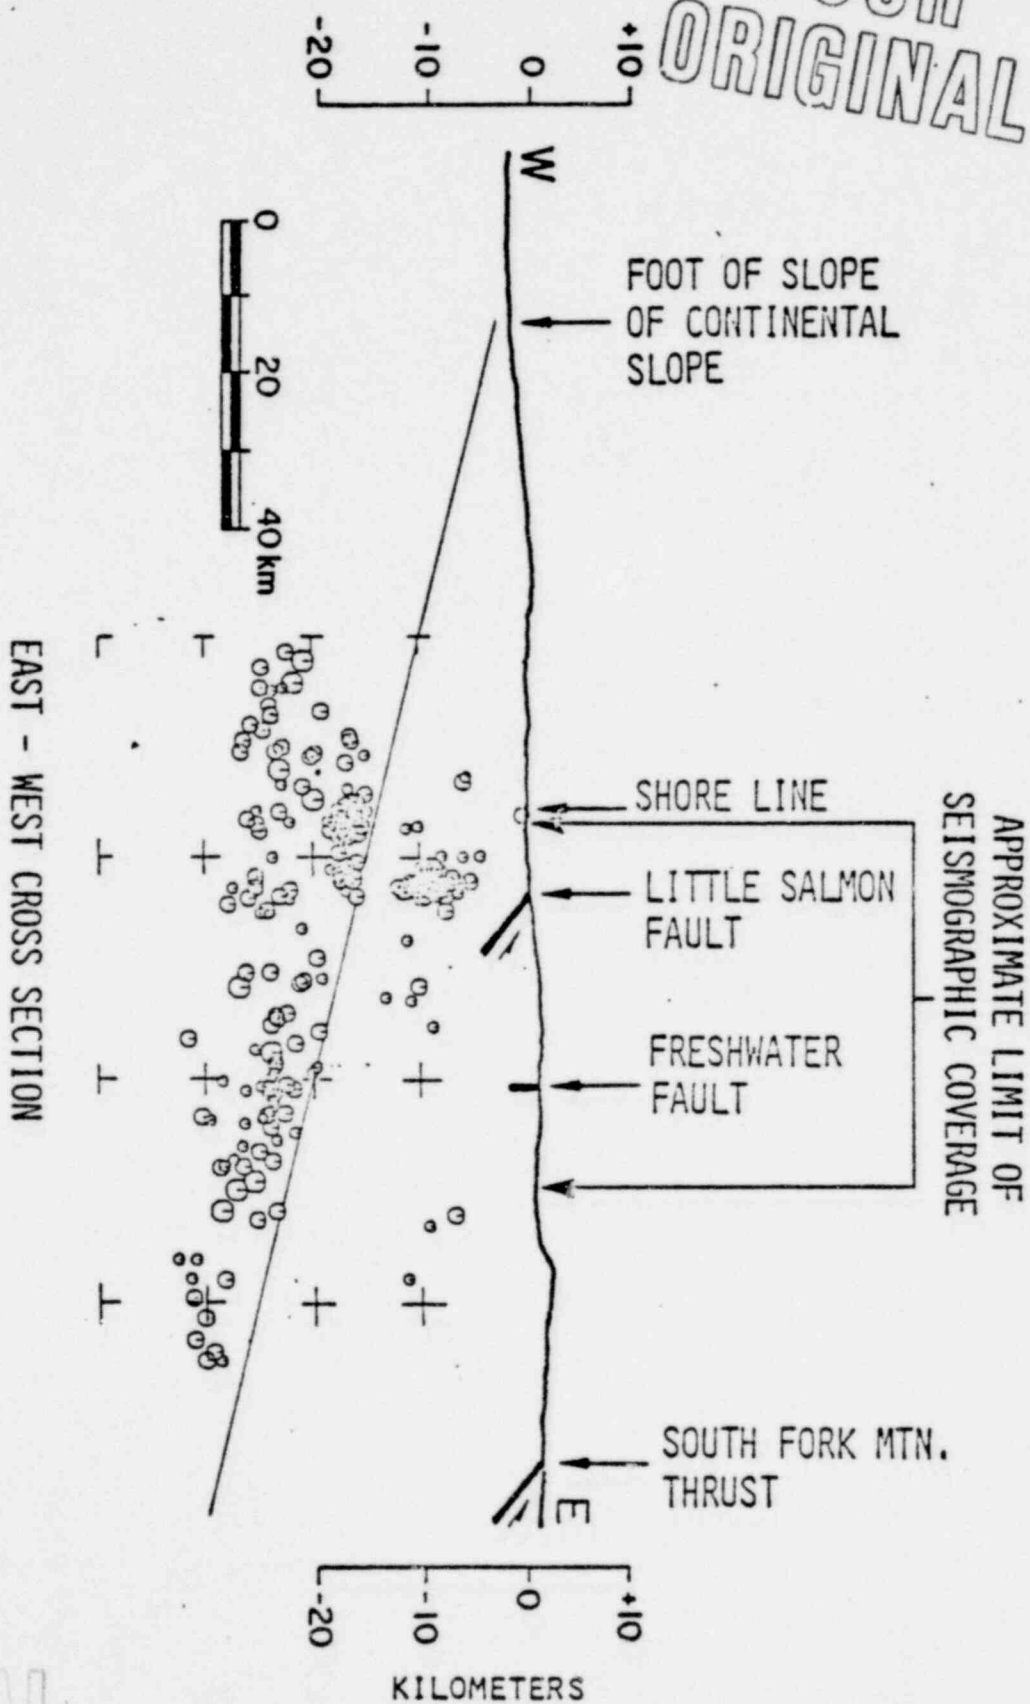 ORIGINAL
+10
0
-10
-20
W
FOOT OF SLOPE
OF CONTINENTAL
SLOPE
0
20
40km
APPROXIMATE LIMIT OF
SEISMOGRAPHIC COVERAGE
SHORE LINE
LITTLE SALMON
FAULT
FRESHWATER
FAULT
SOUTH FORK MTN.
THRUST
E
+10
0
-10
-20
KILOMETERS
EAST - WEST CROSS SECTION